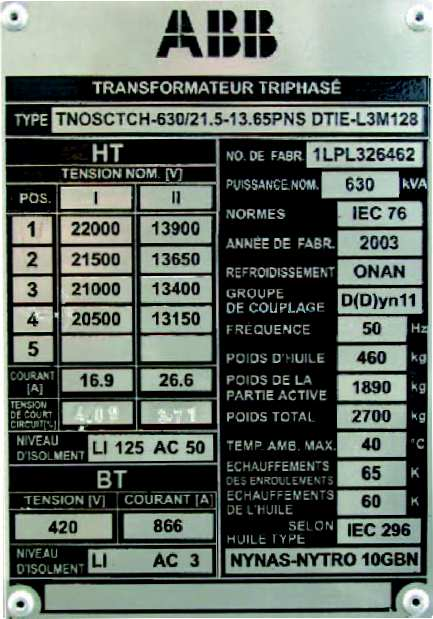 ABB
TRANSFORMATEUR TRIPHASÉ
TYPE TNOSCTCH-630/21.5-13.65PNS DTIE-L3M128
HT
TENSION NOM. [V]
POS. I II
1 22000 13900
2 21500 13650
3 21000 13400
4 20500 13150
5
COURANT [A] 16.9 26.6
TENSION
DE COURT
CIRCUIT[%]
NIVEAU
D'ISOLMENT LI 125 AC 50
BT
TENSION [V] COURANT [A]
420 866
NIVEAU
D'ISOLMENT LI AC 3
NO. DE FABR. 1LPL326462
PUISSANCE NOM. 630 kVA
NORMES IEC 76
ANNÉE DE FABR. 2003
REFROIDISSEMENT ONAN
GROUPE
DE COUPLAGE D(D)yn11
FRÉQUENCE 50 Hz
POIDS D'HUILE 460 kg
POIDS DE LA
PARTIE ACTIVE 1890 kg
POIDS TOTAL 2700 kg
TEMP. AMB. MAX. 40 °C
ECHAUFFEMENTS
DES ENROULEMENTS 65 K
ECHAUFFEMENTS
DE L'HUILE 60 K
SELON
HUILE TYPE IEC 296
NYNAS-NYTRO 10GBN